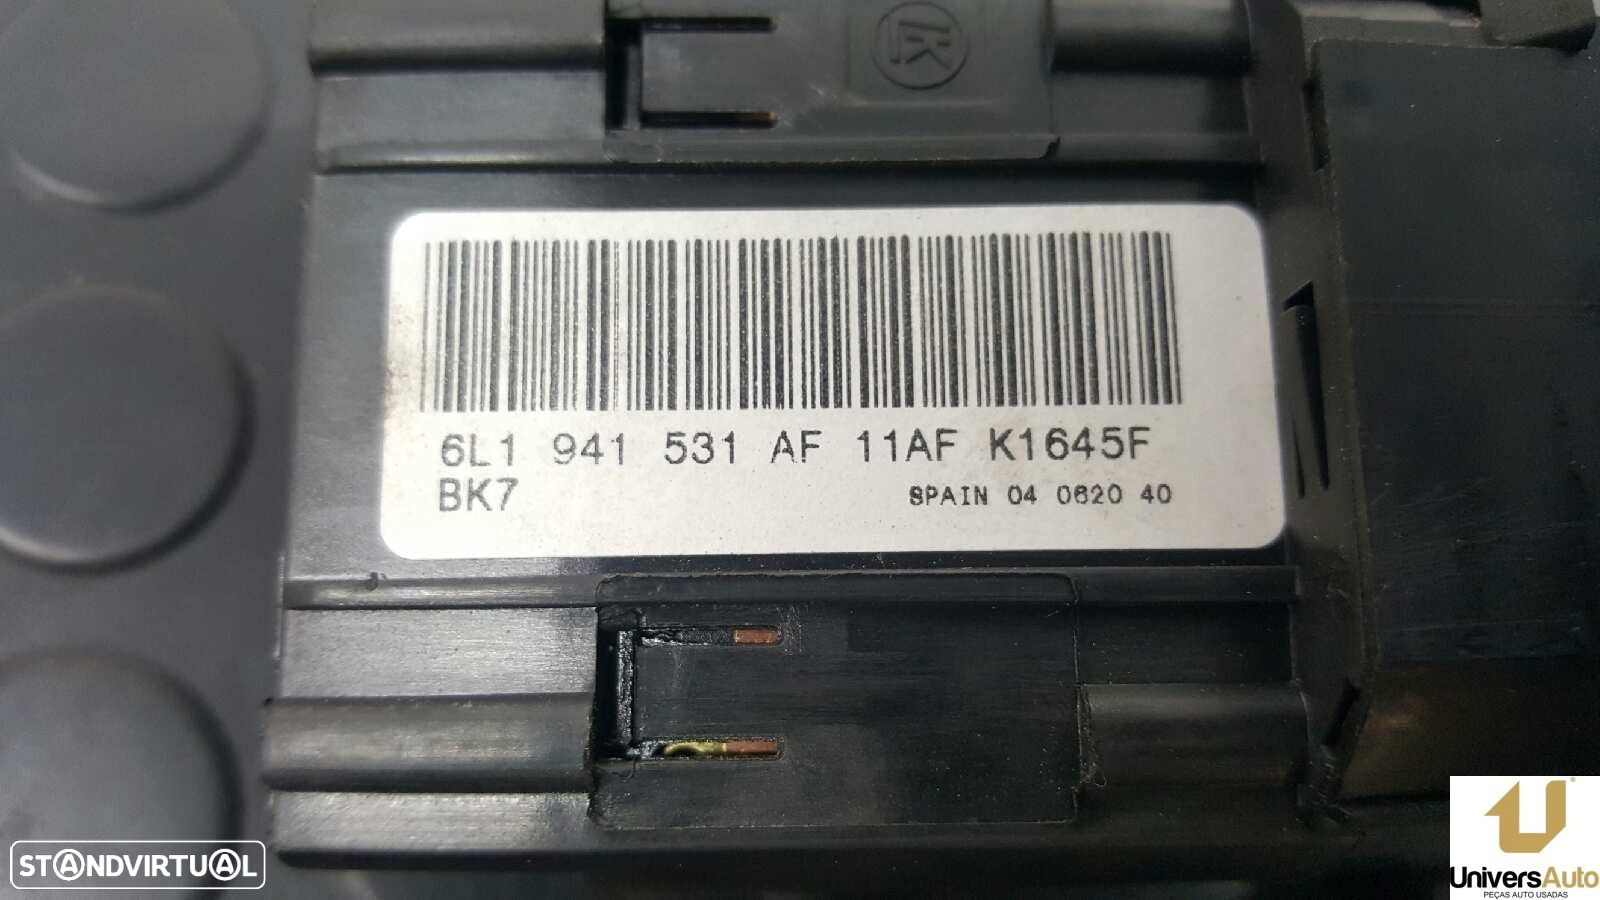 6L1 941 531 AF 11AF K1645F
BK7
SPAIN 04 0620 40
STANDVIRTUAL
UniversAuto
PEÇAS AUTO USADAS